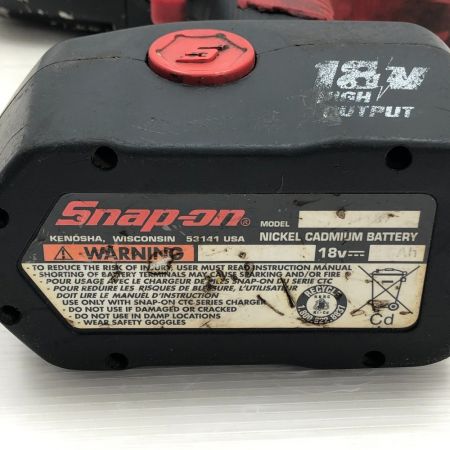 18v
HIGH
OUTPUT
Snap-on®
MODEL
KENOSHA, WISCONSIN 53141 USA
NICKEL CADMIUM BATTERY
WARNING
18v
Ah
TO REDUCE THE RISK OF INJURY USER MUST READ INSTRUCTION MANUAL
- SHORTING OF BATTERY TERMINALS MAY CAUSE SPARKING AND/OR FIRE
- POUR USAGE AVEC LE CHARGEUR DE PILES SNAP-ON DU SERIE CTC
- POUR RÉDUIRE LES RISQUES DE BLESSURE, L'UTILISATEUR
DOIT LIRE LE MANUEL D'INSTRUCTION
USE ONLY WITH SNAP-ON CTC SERIES CHARGER
- DO NOT USE IF DAMAGED OR CRACKED
- DO NOT USE IN DAMP LOCATIONS
- WEAR SAFETY GOGGLES
Cd